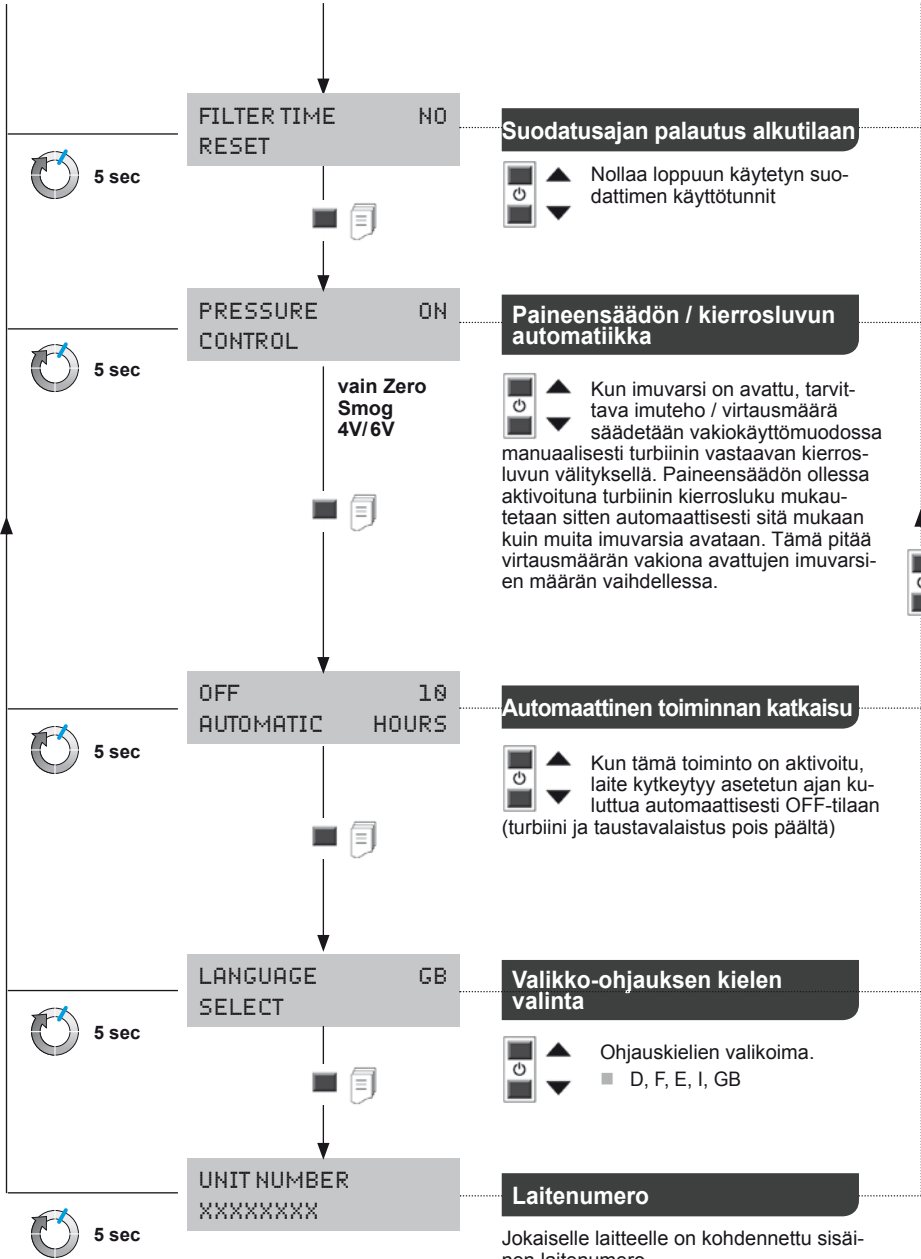 FILTER TIME NO
RESET
Suodatusajan palautus alkutilaan
5 sec
Nollaa loppuun käytetyn suo-
dattimen käyttötunnit
PRESSURE ON
CONTROL
Paineensäädön / kierrosluvun
automatiikka
5 sec
vain Zero
Smog
4V/6V
Kun imuvarsi on avattu, tarvit-
tava imuteho / virtausmäärä
säädetään vakiokäyttömuodossa
manuaalisesti turbiinin vastaavan kierros-
luvun välityksellä. Paineensäädön ollessa
aktivoituna turbiinin kierrosluku mukau-
tetaan sitten automaattisesti sitä mukaan
kuin muita imuvarsia avataan. Tämä pitää
virtausmäärän vakiona avattujen imuvarsi-
en määrän vaihdellessa.
OFF 10
AUTOMATIC HOURS
Automaattinen toiminnan katkaisu
5 sec
Kun tämä toiminto on aktivoitu,
laite kytkeytyy asetetun ajan ku-
luttua automaattisesti OFF-tilaan
(turbiini ja taustavalaistus pois päältä)
LANGUAGE GB
SELECT
Valikko-ohjauksen kielen
valinta
5 sec
Ohjauskielien valikoima.
D, F, E, I, GB
UNIT NUMBER
XXXXXXXX
Laitenumero
5 sec
Jokaiselle laitteelle on kohdennettu sisäi-
nen laitenumero